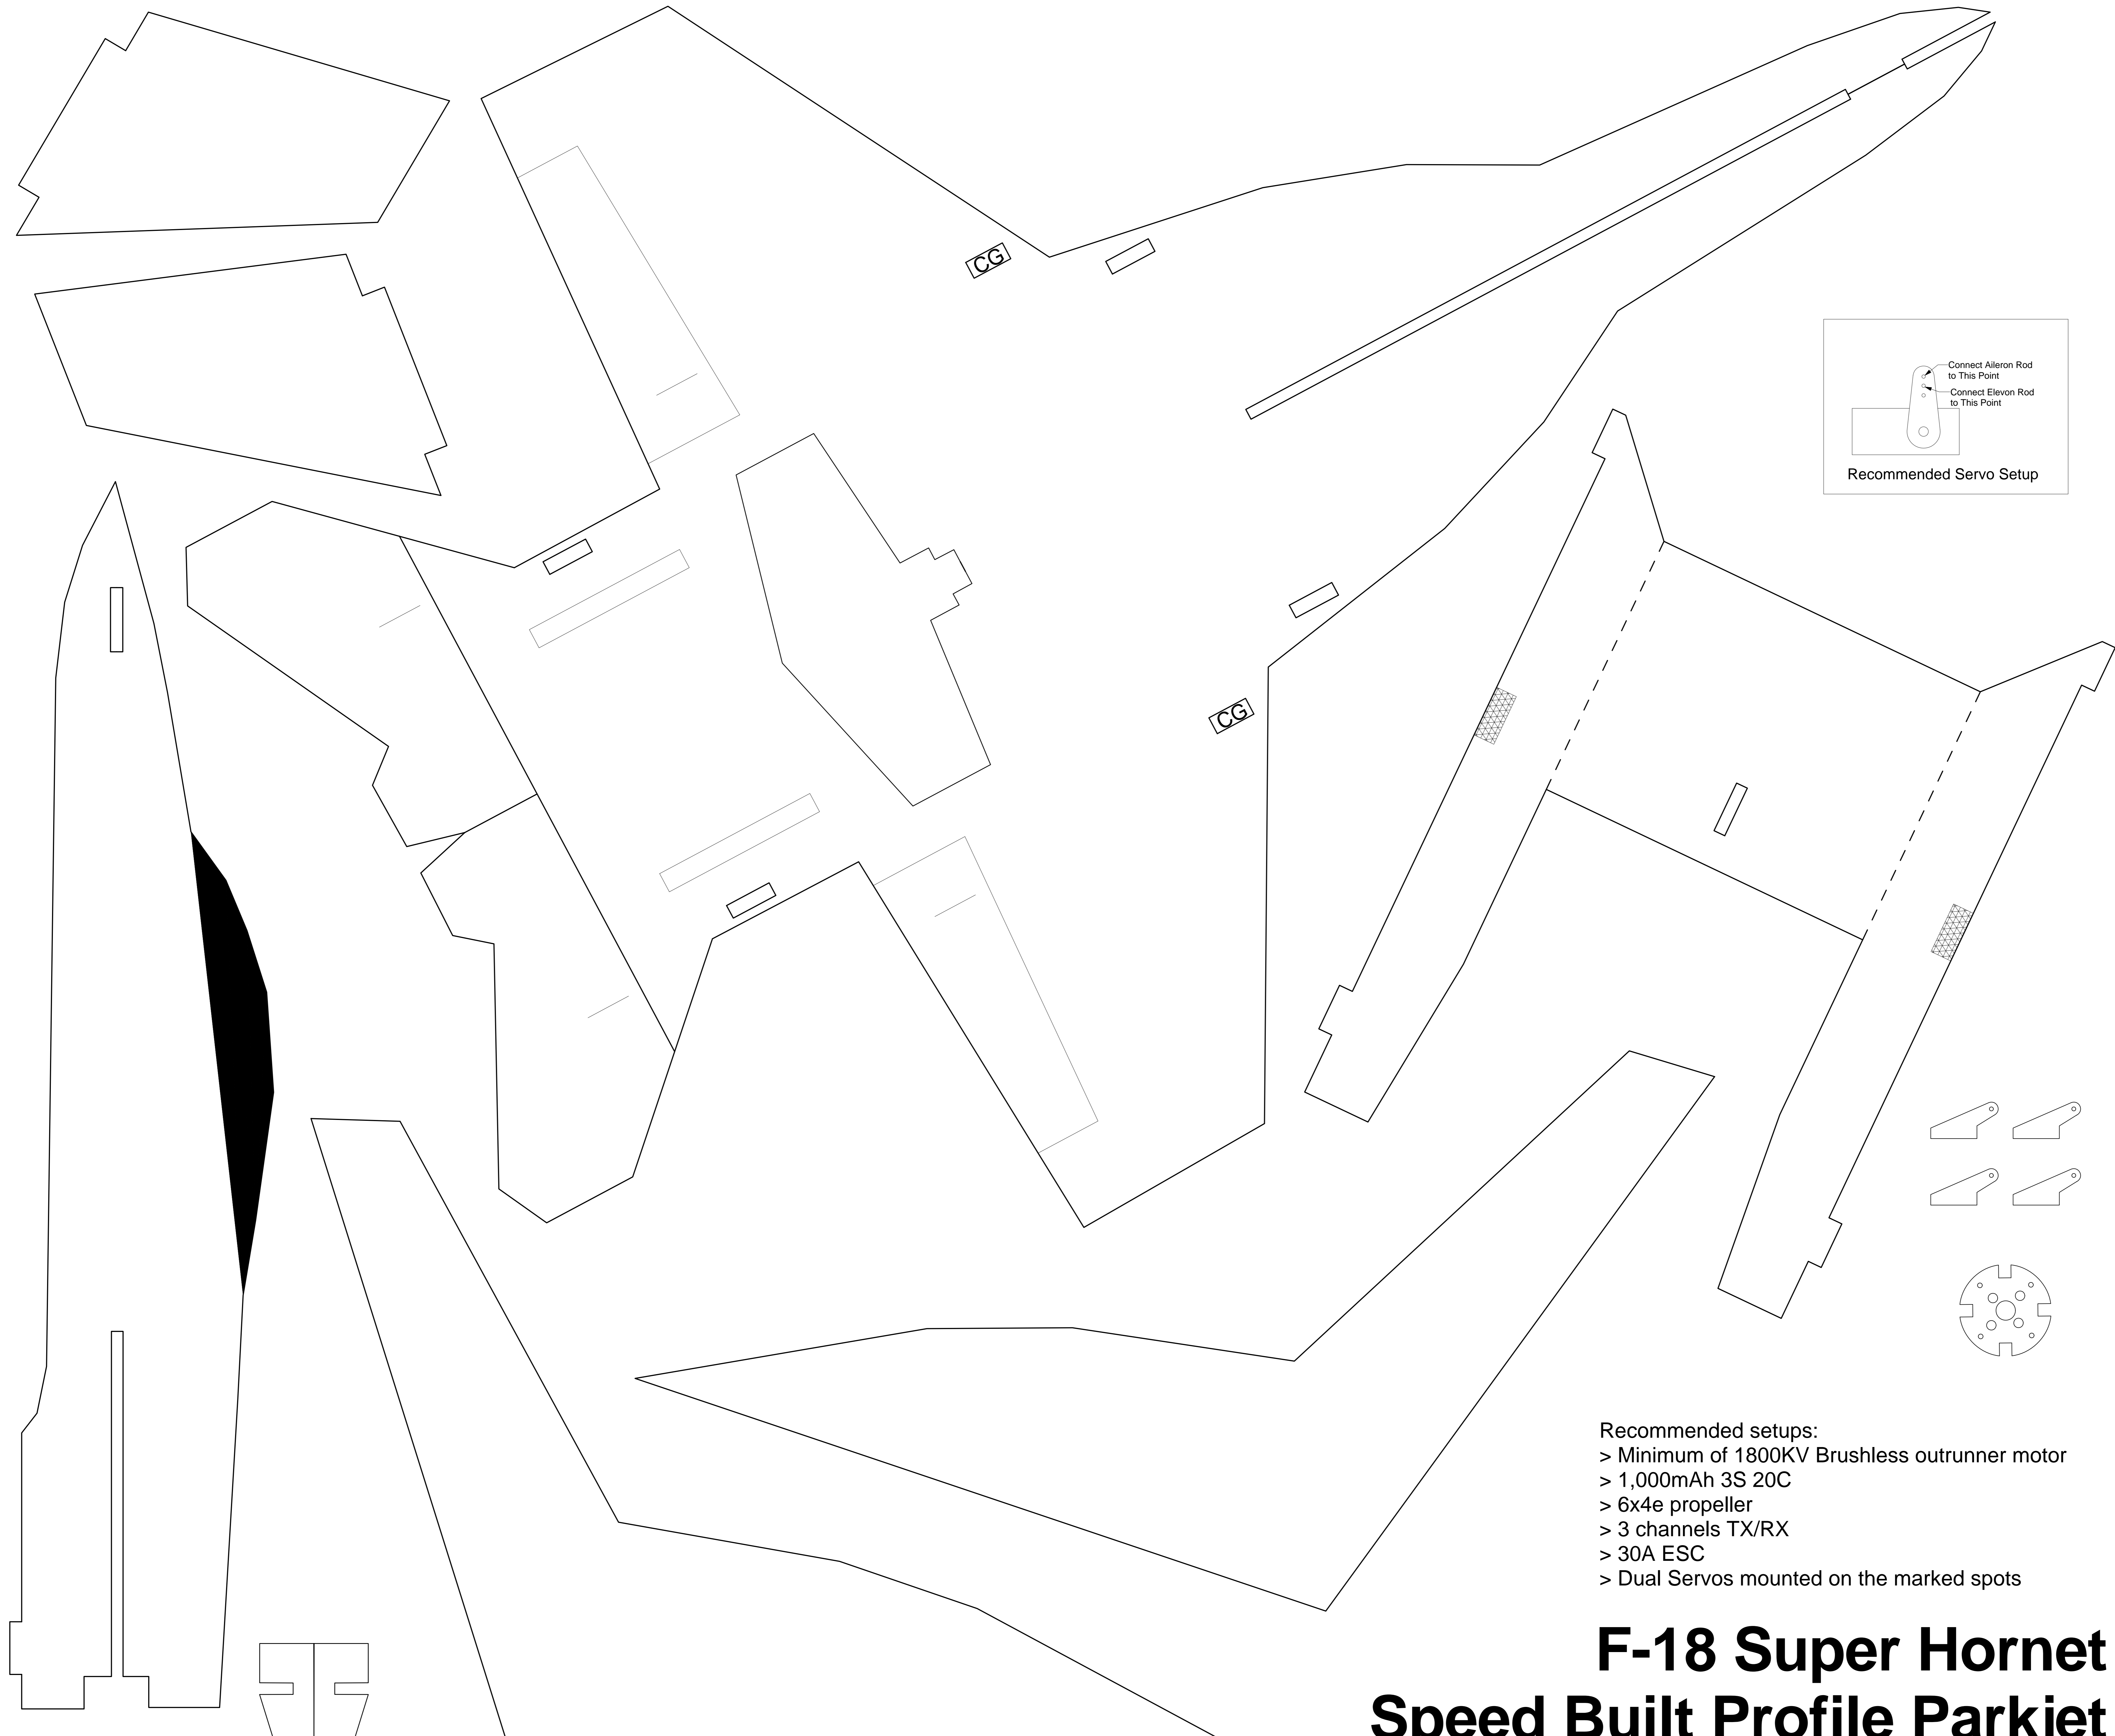 CG
Connect Aileron Rod
to This Point
Connect Elevon Rod
to This Point
Recommended Servo Setup
CG
Recommended setups:
> Minimum of 1800KV Brushless outrunner motor
> 1,000mAh 3S 20C
> 6x4e propeller
> 3 channels TX/RX
> 30A ESC
> Dual Servos mounted on the marked spots
F-18 Super Hornet
Speed Built Profile Parkjet